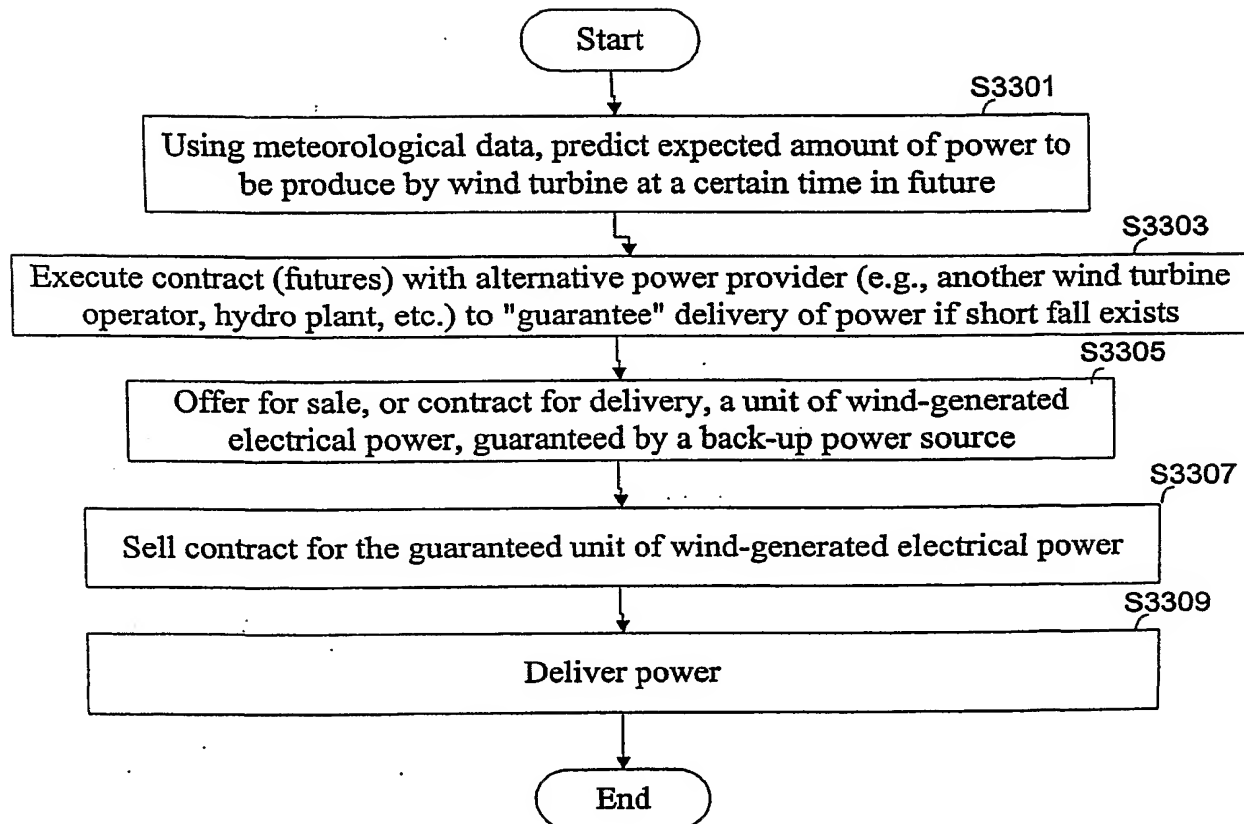 Start
S3301
Using meteorological data, predict expected amount of power to
be produce by wind turbine at a certain time in future
S3303
Execute contract (futures) with alternative power provider (e.g., another wind turbine
operator, hydro plant, etc.) to "guarantee" delivery of power if short fall exists
S3305
Offer for sale, or contract for delivery, a unit of wind-generated
electrical power, guaranteed by a back-up power source
S3307
Sell contract for the guaranteed unit of wind-generated electrical power
S3309
Deliver power
End